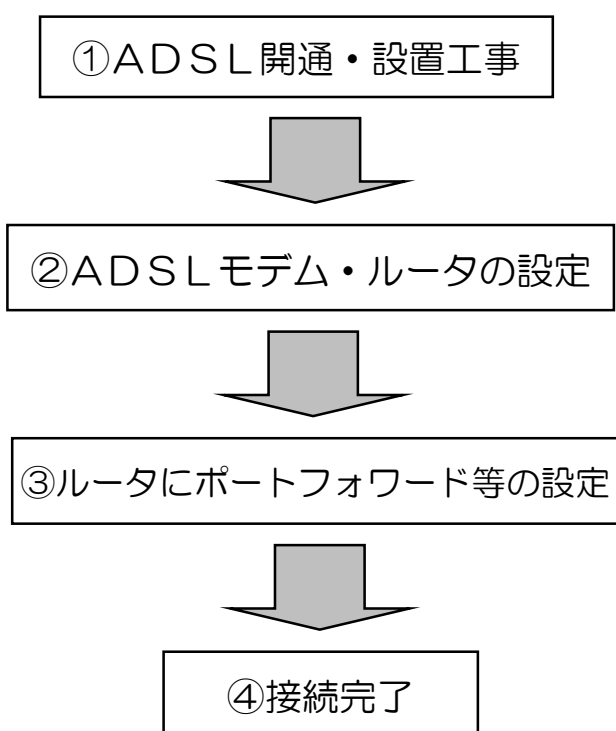 ①ＡＤＳＬ開通・設置工事
②ＡＤＳＬモデム・ルータの設定
③ルータにポートフォワード等の設定
④接続完了